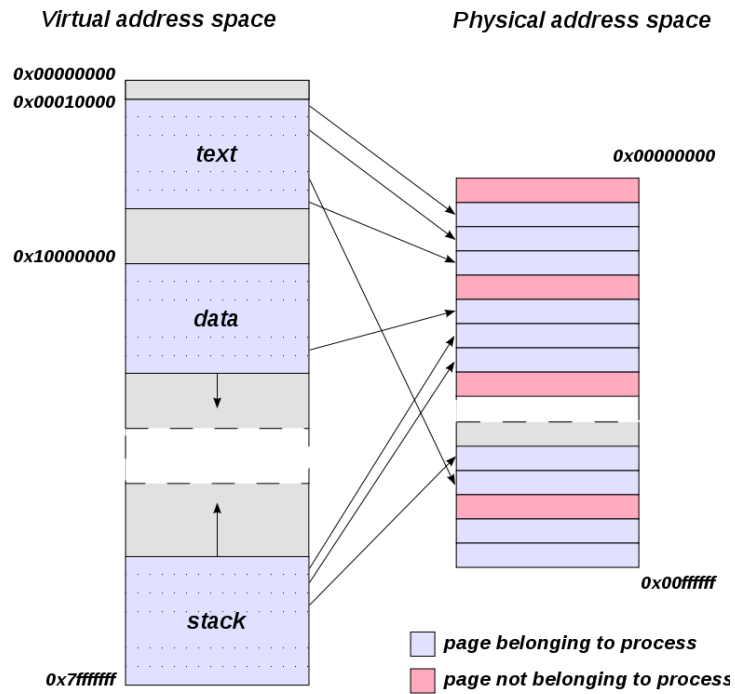 Virtual address space
Physical address space
0x00000000
0x00010000
text
0x00000000
0x10000000
data
stack
0x00ffffff
page belonging to process
0x7fffffff
page not belonging to process